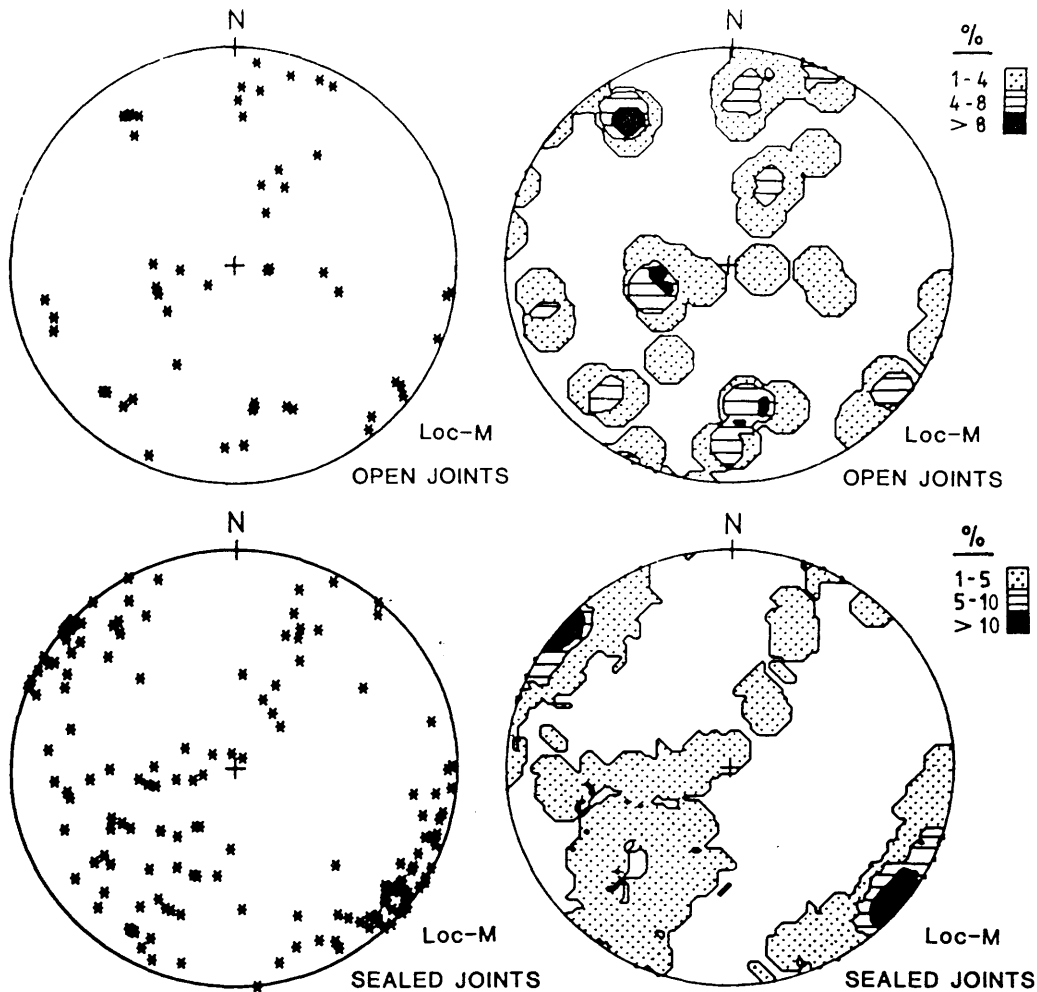 N
N
%
1-4
4-8
> 8
Loc-M
OPEN JOINTS
Loc-M
OPEN JOINTS
N
N
%
1-5
5-10
> 10
Loc-M
SEALED JOINTS
Loc-M
SEALED JOINTS